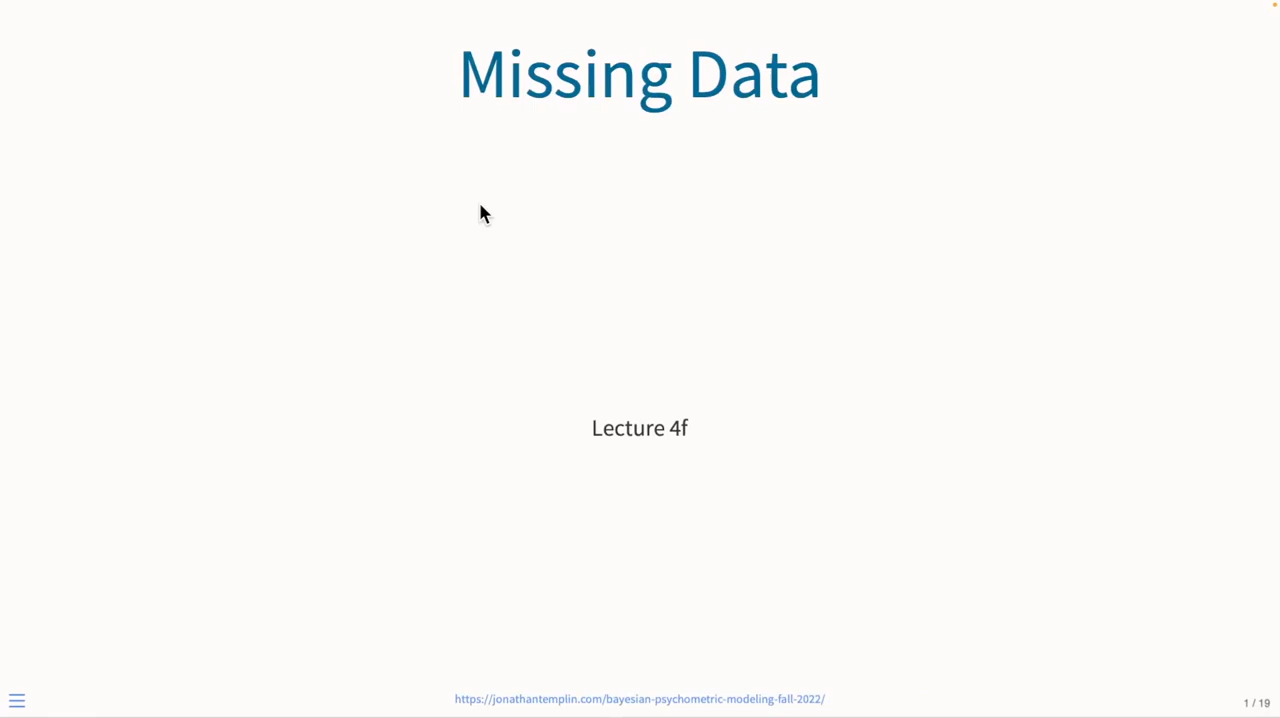 Missing Data
Lecture 4f
https://jonathantemplin.com/bayesian-psychometric-modeling-fall-2022/
1 / 19